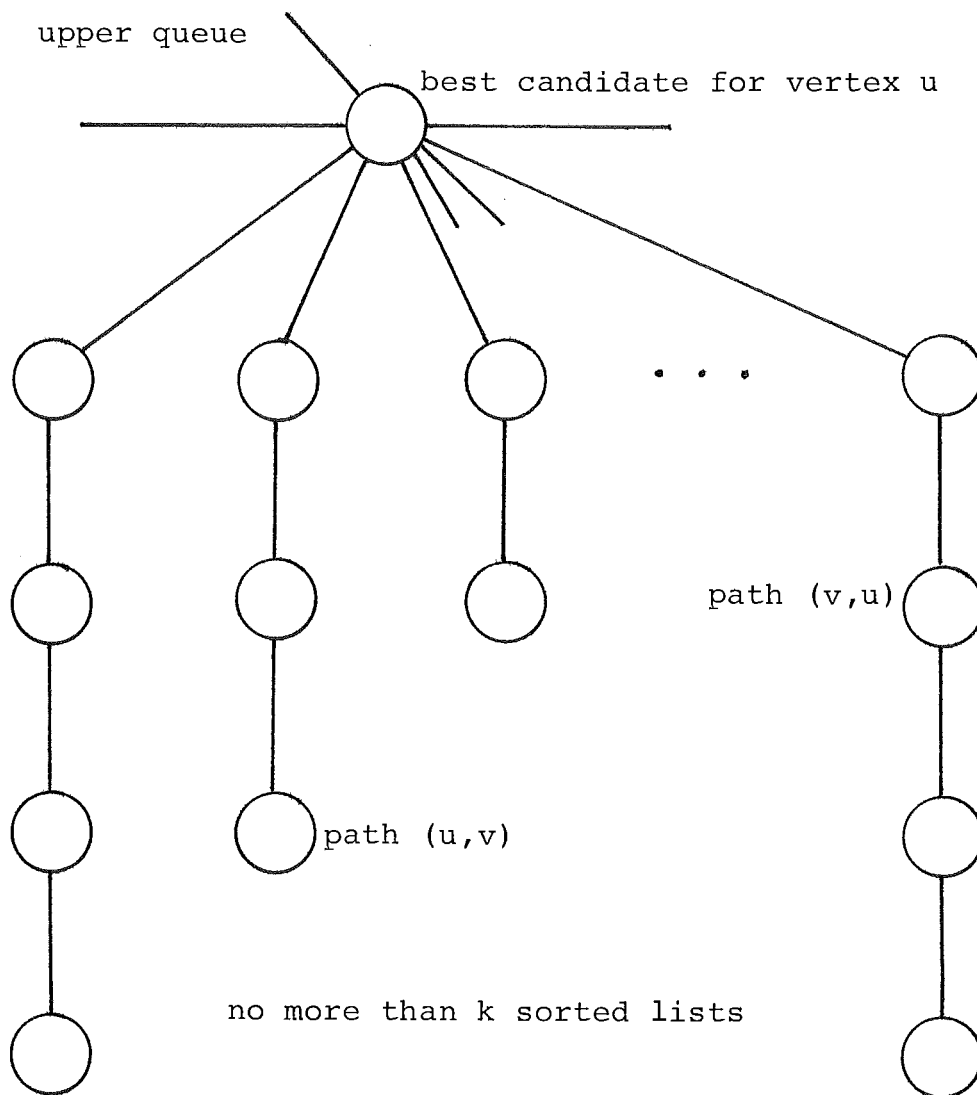 upper queue
best candidate for vertex u
. . .
path (v,u)
path (u,v)
no more than k sorted lists